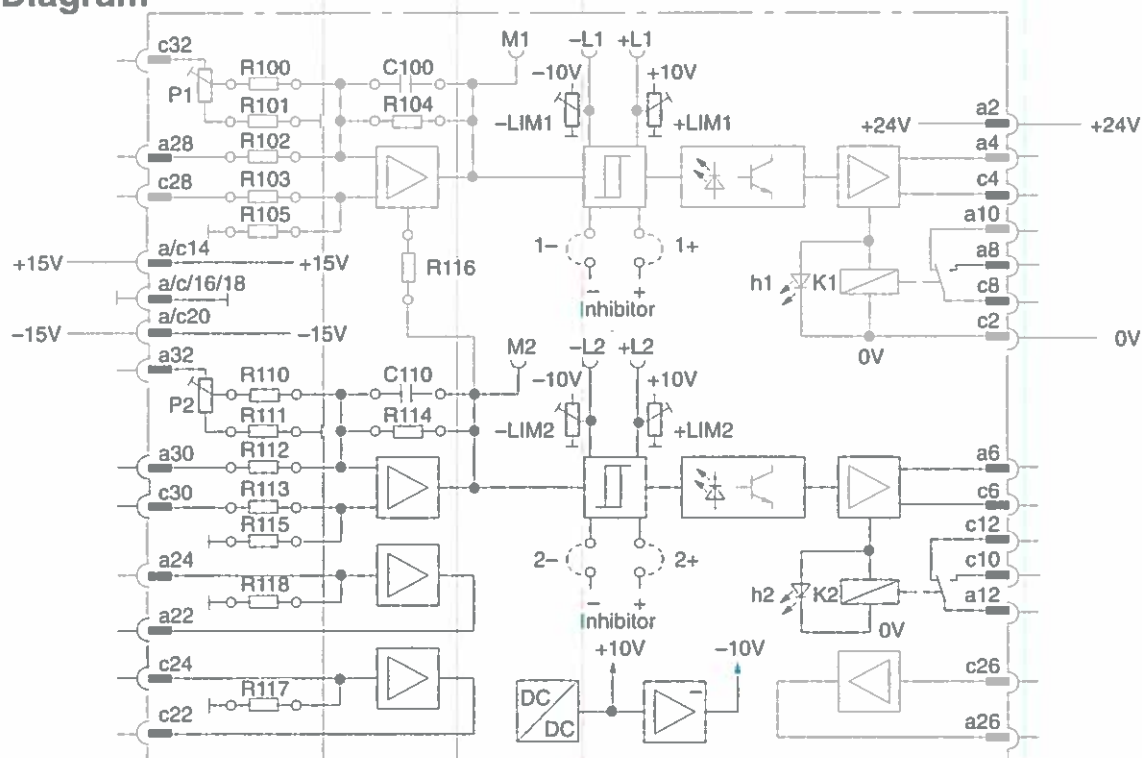 Diagram
c32
P1
R100
R101
a28
R102
c28
R103
R105
C100
R104
M1
−L1
+L1
−10V
+10V
−LIM1
+LIM1
1−
1+
−
+
Inhibitor
R116
+24V
a2
+24V
a4
c4
a10
a8
c8
c2
0V
h1
K1
0V
+15V
a/c14
+15V
a/c/16/18
−15V
a/c20
−15V
a32
P2
R110
R111
a30
R112
c30
R113
R115
C110
R114
M2
−L2
+L2
−10V
+10V
−LIM2
+LIM2
2−
2+
−
+
Inhibitor
a6
c6
c12
c10
a12
h2
K2
0V
a24
R118
a22
c24
R117
c22
+10V
−10V
DC
DC
−
c26
a26